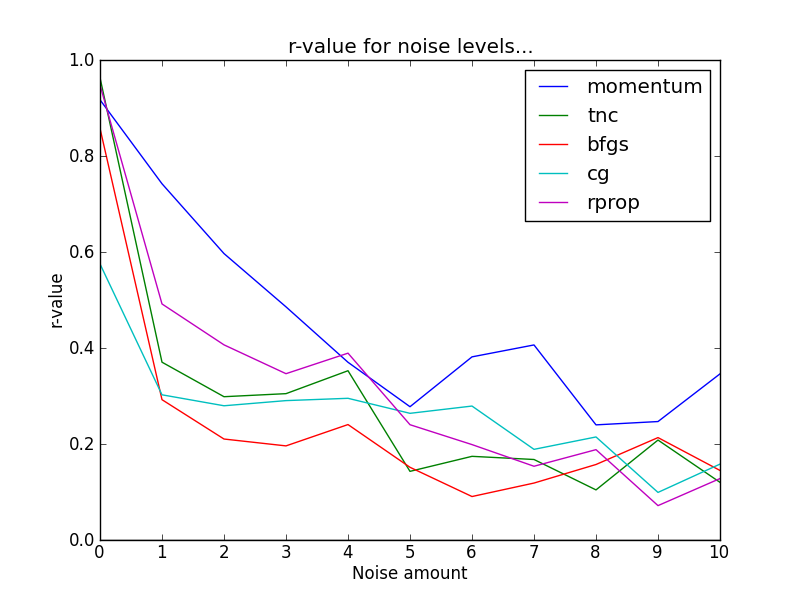 r-value for noise levels...
1.0
0.8
0.6
0.4
0.2
0.0
r-value
momentum
tnc
bfgs
cg
rprop
0 1 2 3 4 5 6 7 8 9 10
Noise amount